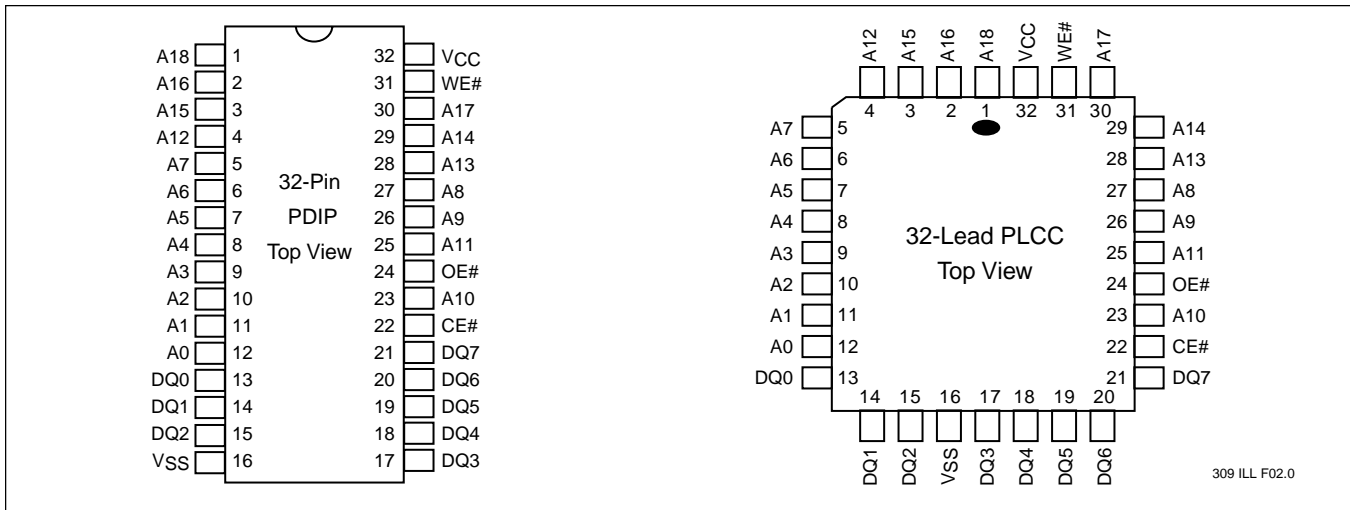 A18 1 32 VCC
A16 2 31 WE#
A15 3 30 A17
A12 4 29 A14
A7 5 28 A13
A6 6 27 A8
A5 7 26 A9
A4 8 25 A11
A3 9 24 OE#
A2 10 23 A10
A1 11 22 CE#
A0 12 21 DQ7
DQ0 13 20 DQ6
DQ1 14 19 DQ5
DQ2 15 18 DQ4
VSS 16 17 DQ3
32-Pin
PDIP
Top View
A12 A15 A16 A18 VCC WE# A17
4 3 2 1 32 31 30
A7 5 29 A14
A6 6 28 A13
A5 7 27 A8
A4 8 26 A9
A3 9 25 A11
A2 10 24 OE#
A1 11 23 A10
A0 12 22 CE#
DQ0 13 21 DQ7
32-Lead PLCC
Top View
14 15 16 17 18 19 20
DQ1 DQ2 VSS DQ3 DQ4 DQ5 DQ6
309 ILL F02.0